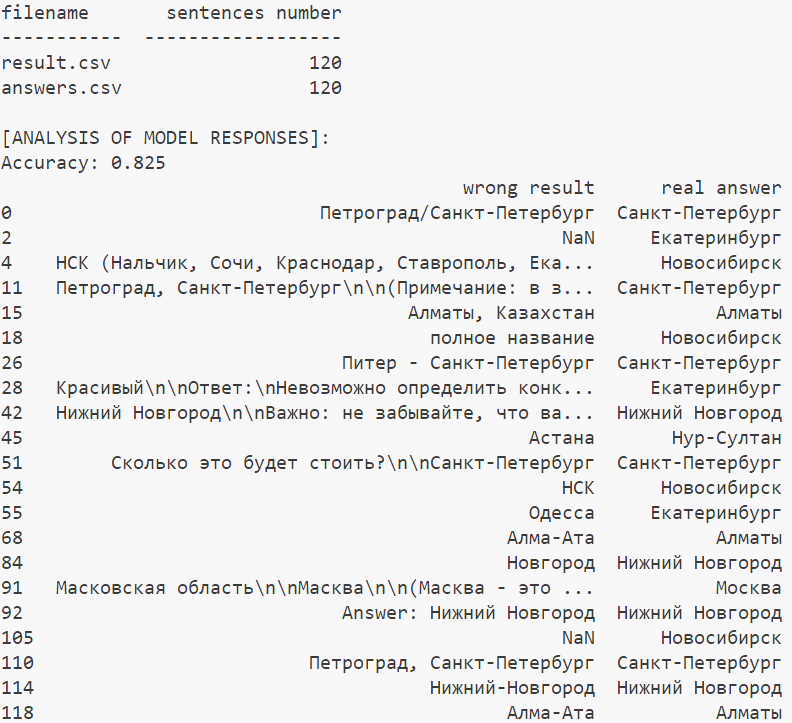 filename sentences number
----------- ------------------
result.csv 120
answers.csv 120
[ANALYSIS OF MODEL RESPONSES]:
Accuracy: 0.825
wrong result real answer
0 Петроград/Санкт-Петербург Санкт-Петербург
2 NaN Екатеринбург
4 НСК (Нальчик, Сочи, Краснодар, Ставрополь, Ека... Новосибирск
11 Петроград, Санкт-Петербург\n\n(Примечание: в з... Санкт-Петербург
15 Алматы, Казахстан Алматы
18 полное название Новосибирск
26 Питер - Санкт-Петербург Санкт-Петербург
28 Красивый\n\nОтвет:\nНевозможно определить конк... Екатеринбург
42 Нижний Новгород\n\nВажно: не забывайте, что ва... Нижний Новгород
45 Астана Нур-Султан
51 Сколько это будет стоить?\n\nСанкт-Петербург Санкт-Петербург
54 НСК Новосибирск
55 Одесса Екатеринбург
68 Алма-Ата Алматы
84 Новгород Нижний Новгород
91 Масковская область\n\nМасква\n\n(Масква - это ... Москва
92 Answer: Нижний Новгород Нижний Новгород
105 NaN Новосибирск
110 Петроград, Санкт-Петербург Санкт-Петербург
114 Нижний-Новгород Нижний Новгород
118 Алма-Ата Алматы